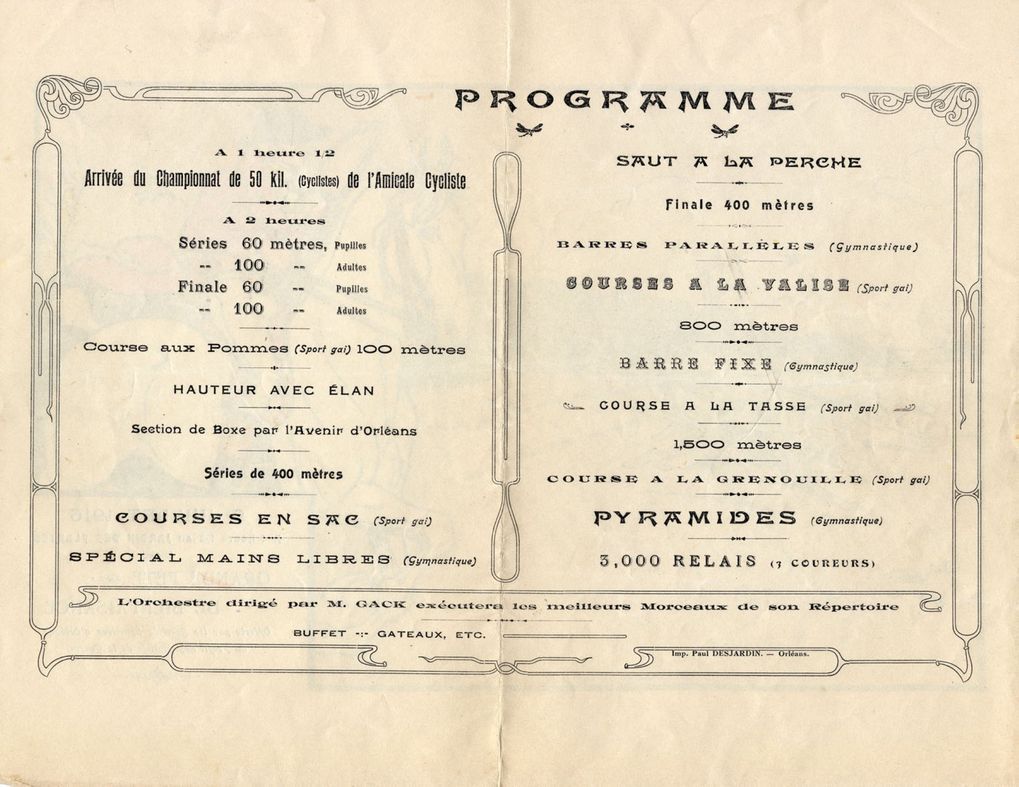 PROGRAMME
A 1 heure 1/2
Arrivée du Championnat de 50 kil. (Cyclistes) de l'Amicale Cycliste
A 2 heures
Séries 60 mètres, Pupilles
-- 100 -- Adultes
Finale 60 -- Pupilles
-- 100 -- Adultes
Course aux Pommes (Sport gai) 100 mètres
HAUTEUR AVEC ÉLAN
Section de Boxe par l'Avenir d'Orléans
Séries de 400 mètres
COURSES EN SAC (Sport gai)
SPÉCIAL MAINS LIBRES (Gymnastique)
SAUT A LA PERCHE
Finale 400 mètres
BARRES PARALLÈLES (Gymnastique)
COURSES A LA VALISE (Sport gai)
800 mètres
BARRE FIXE (Gymnastique)
COURSE A LA TASSE (Sport gai)
1,500 mètres
COURSE A LA GRENOUILLE (Sport gai)
PYRAMIDES (Gymnastique)
3,000 RELAIS (3 COUREURS)
L'Orchestre dirigé par M. GACK exécutera les meilleurs Morceaux de son Répertoire
BUFFET -:- GATEAUX, ETC.
Imp. Paul DESJARDIN. — Orléans.